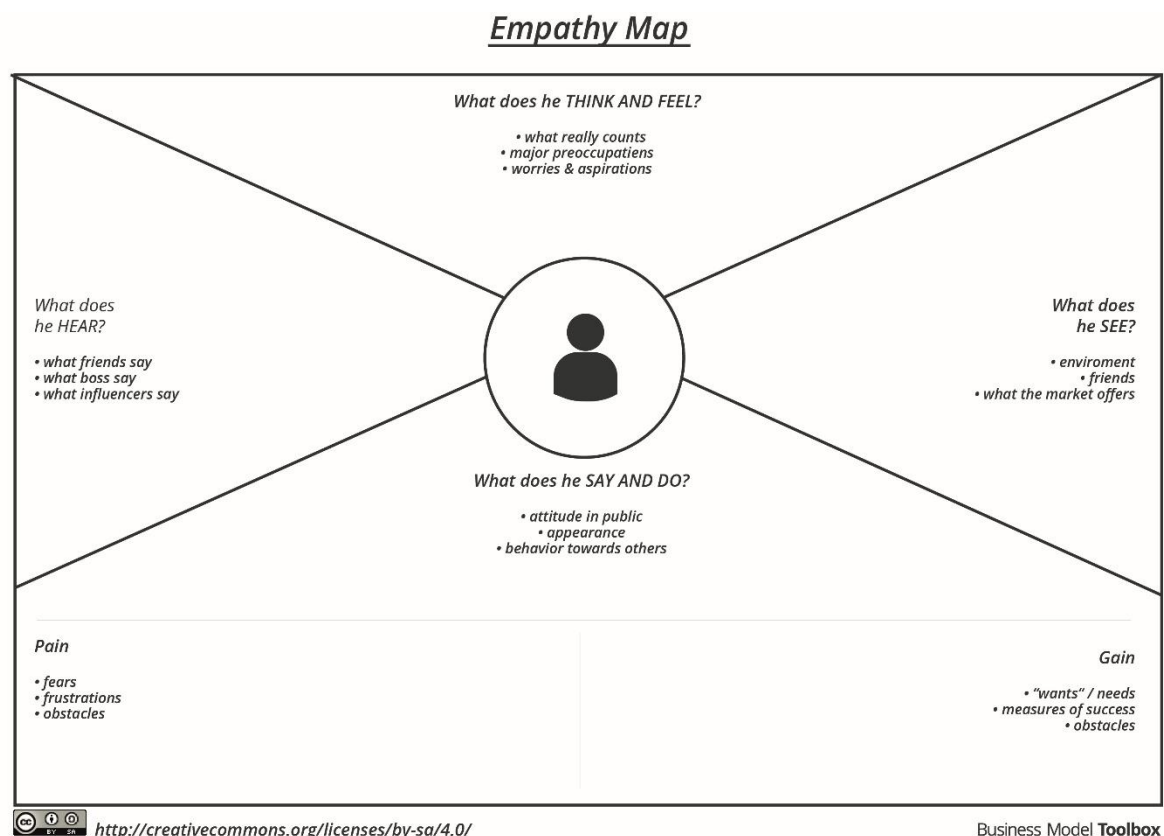 Empathy Map
What does he THINK AND FEEL?
• what really counts
• major preoccupatiens
• worries & aspirations
What does
he HEAR?
• what friends say
• what boss say
• what influencers say
What does
he SEE?
• enviroment
• friends
• what the market offers
What does he SAY AND DO?
• attitude in public
• appearance
• behavior towards others
Pain
• fears
• frustrations
• obstacles
Gain
• “wants” / needs
• measures of success
• obstacles
cc BY SA http://creativecommons.org/licenses/by-sa/4.0/
Business Model Toolbox